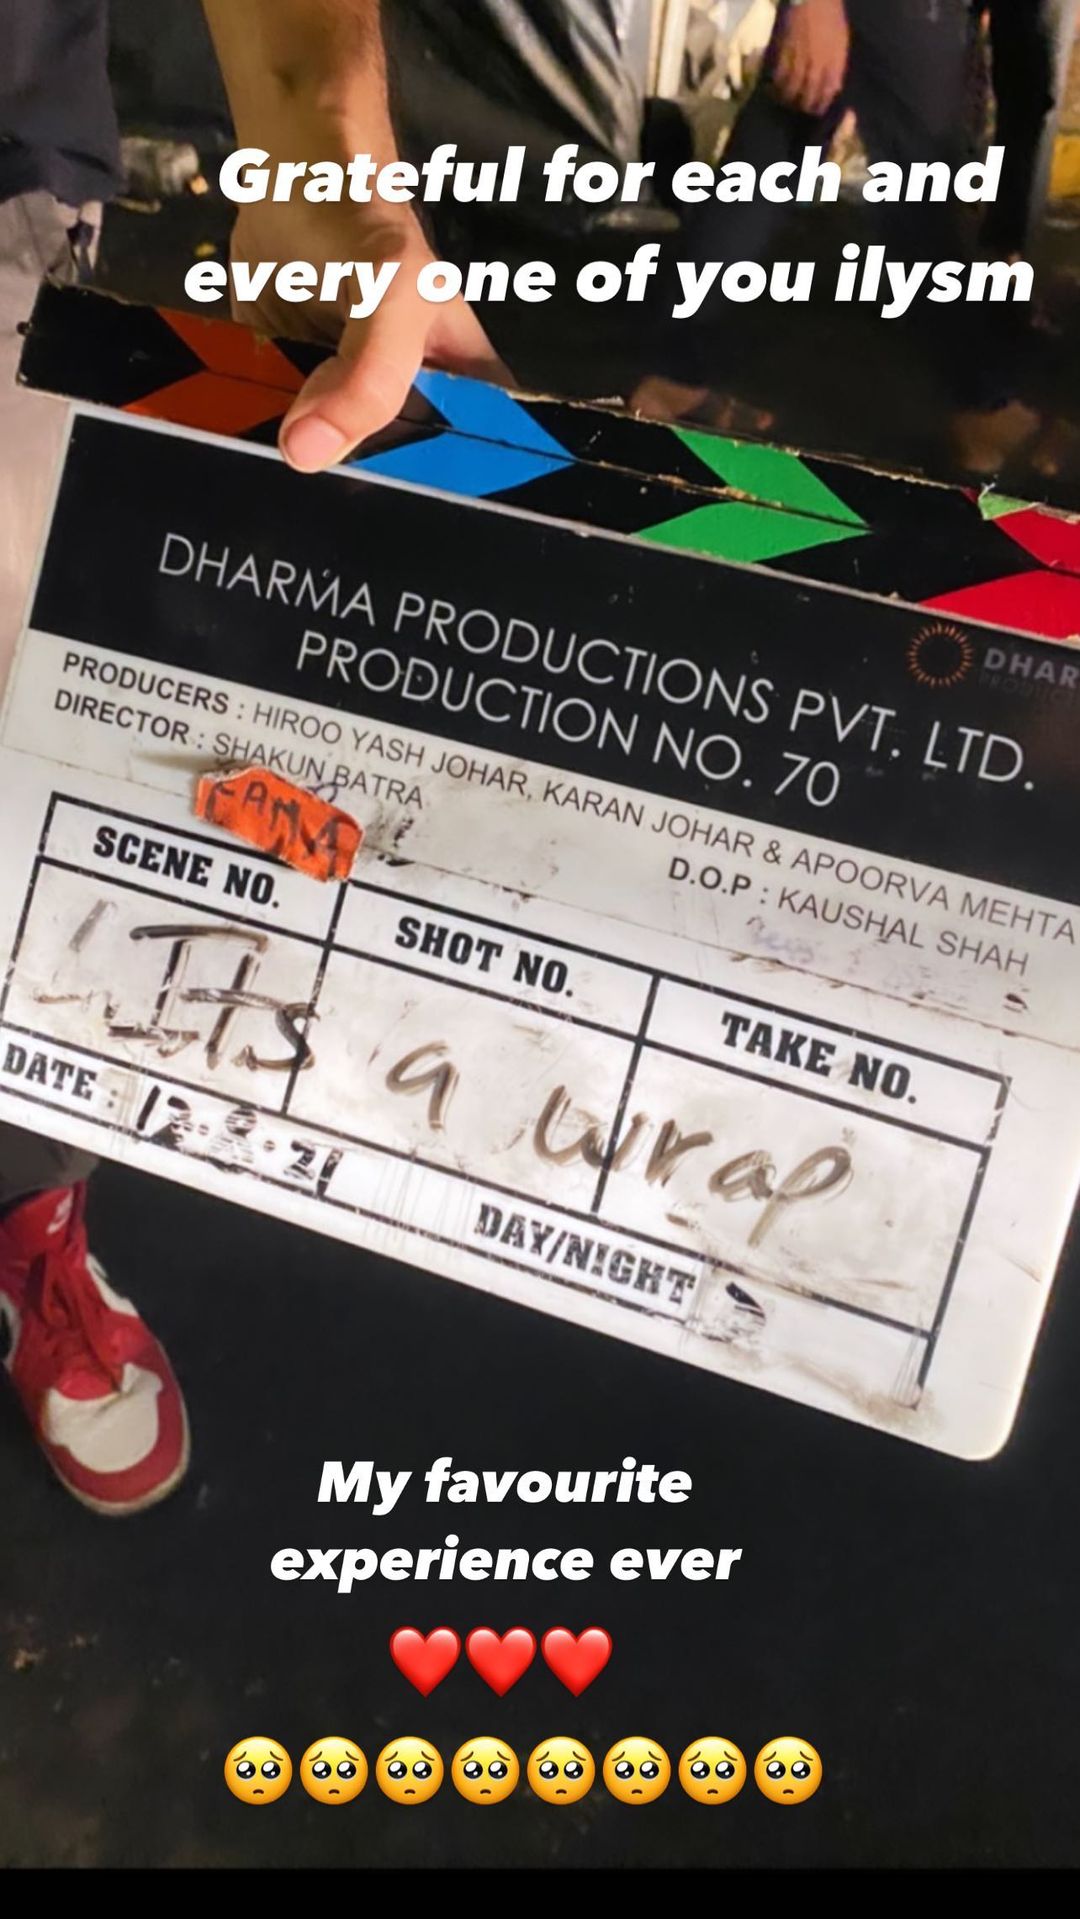 Grateful for each and
every one of you ilysm
DHARMA PRODUCTIONS PVT. LTD.
PRODUCTION NO. 70
DHAR
PRODUCT
PRODUCERS : HIROO YASH JOHAR, KARAN JOHAR & APOORVA MEHTA
DIRECTOR : SHAKUN BATRA
D.O.P : KAUSHAL SHAH
SCENE NO.
SHOT NO.
TAKE NO.
ITs a wrap
DATE :
DAY/NIGHT
My favourite
experience ever
❤️❤️❤️
🥺🥺🥺🥺🥺🥺🥺🥺